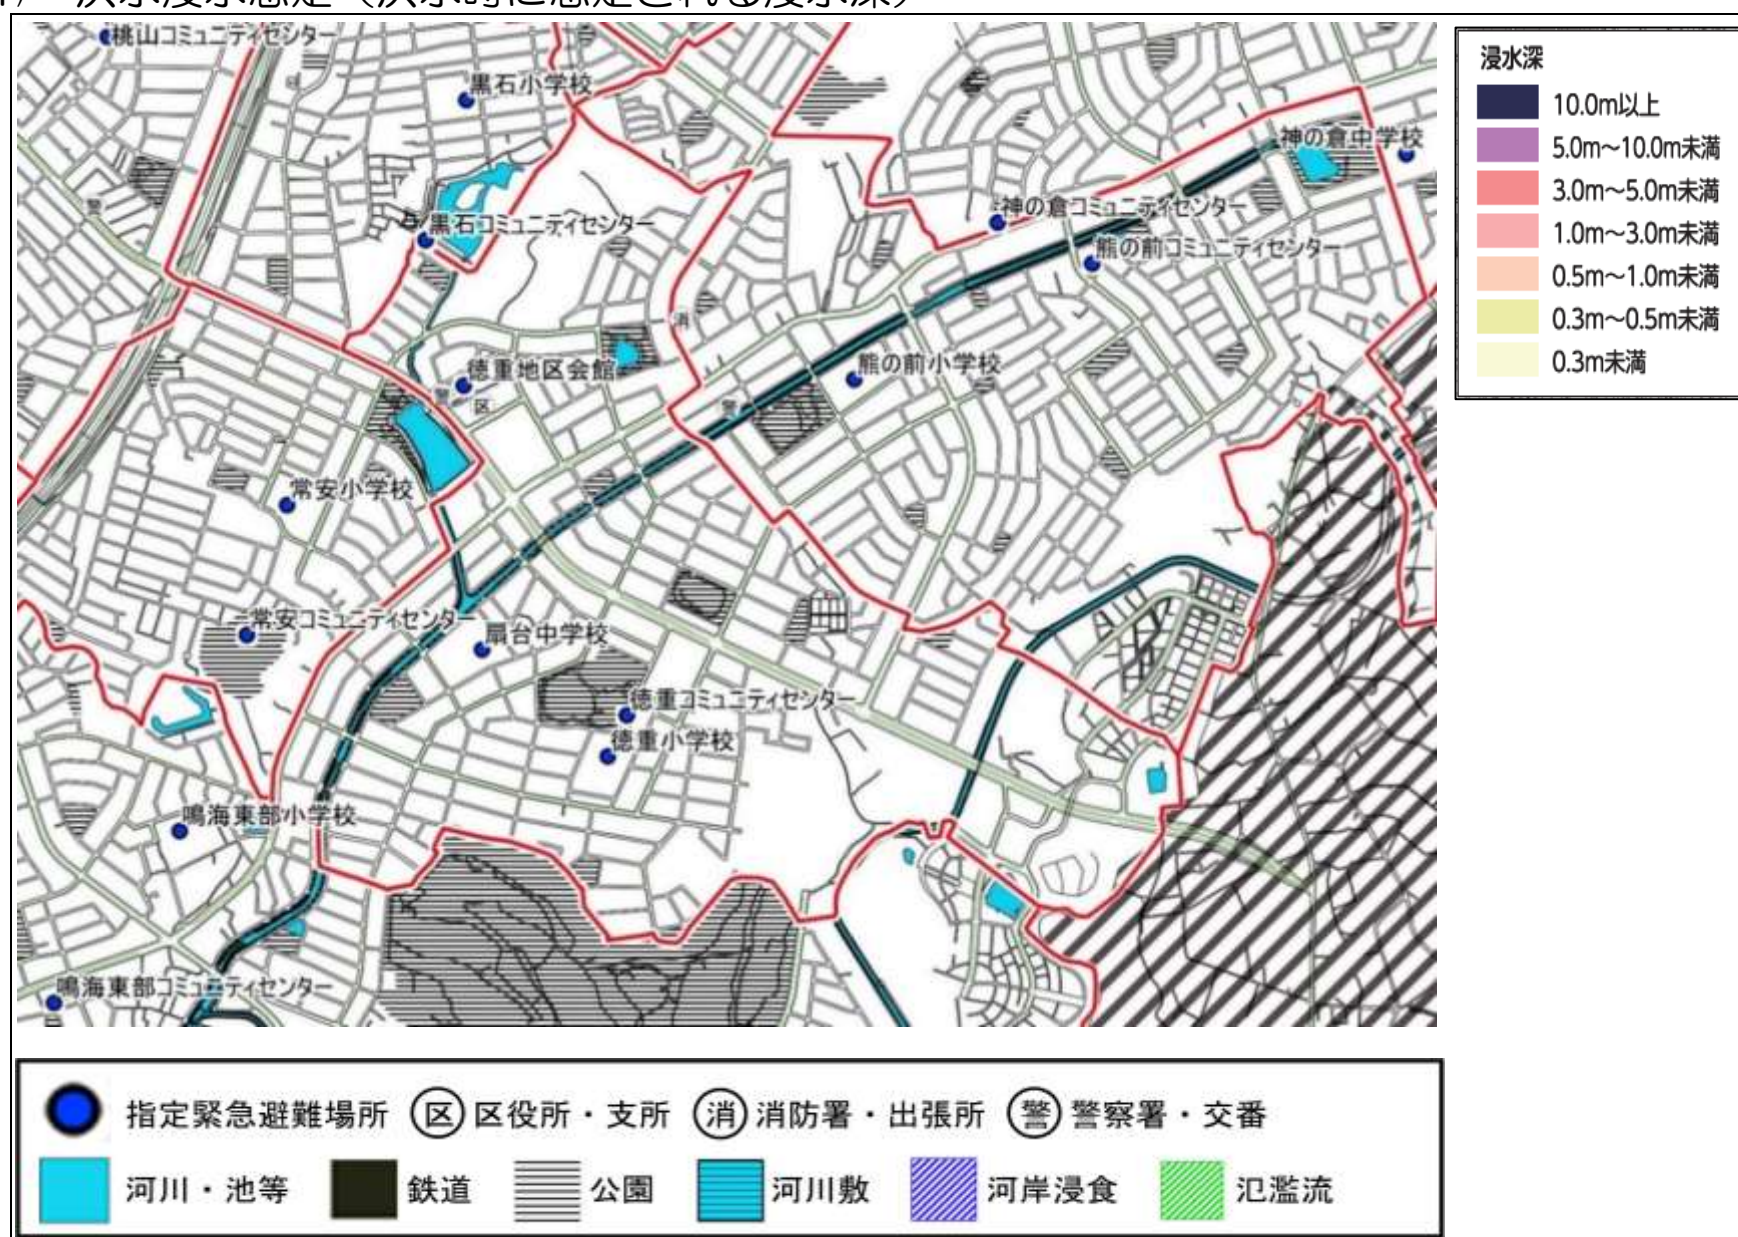 洪水浸水想定（洪水時に想定される浸水深）
桃山コミュニティセンター
黒石小学校
神の倉中学校
黒石コミュニティセンター
神の倉コミュニティセンター
熊の前コミュニティセンター
消
徳重地区会館
熊の前小学校
区
常安小学校
常安コミュニティセンター
扇台中学校
徳重コミュニティセンター
徳重小学校
鳴海東部小学校
鳴海東部コミュニティセンター
浸水深
10.0m以上
5.0m～10.0m未満
3.0m～5.0m未満
1.0m～3.0m未満
0.5m～1.0m未満
0.3m～0.5m未満
0.3m未満
指定緊急避難場所 区 区役所・支所 消 消防署・出張所 警 警察署・交番
河川・池等 鉄道 公園 河川敷 河岸浸食 氾濫流